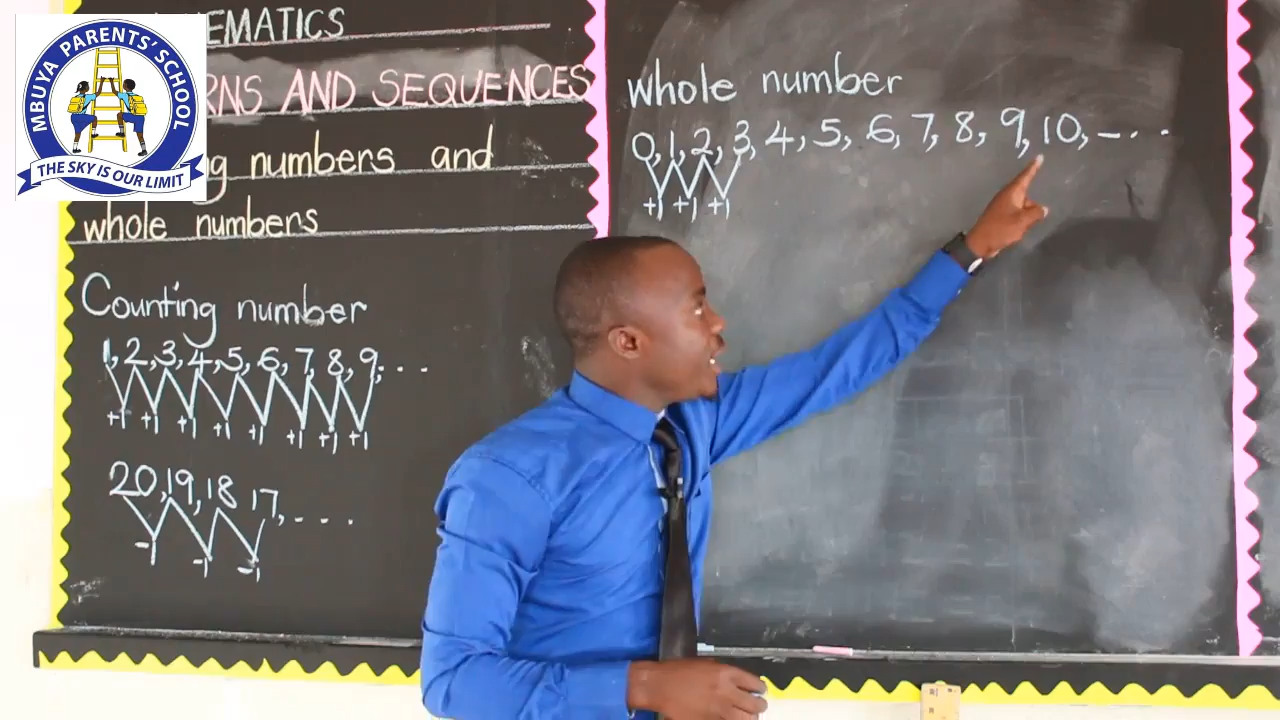 MBUYA PARENTS' SCHOOL
THE SKY IS OUR LIMIT
AND SEQUENCES
numbers and
whole numbers
Counting number
1, 2, 3, 4, 5, 6, 7, 8, 9, ...
+1 +1 +1 +1 +1 +1 +1 +1
20, 19, 18 17, - - -
-1 -1 -1
whole number
0, 1, 2, 3, 4, 5, 6, 7, 8, 9, 10, - - -
+1 +1 +1